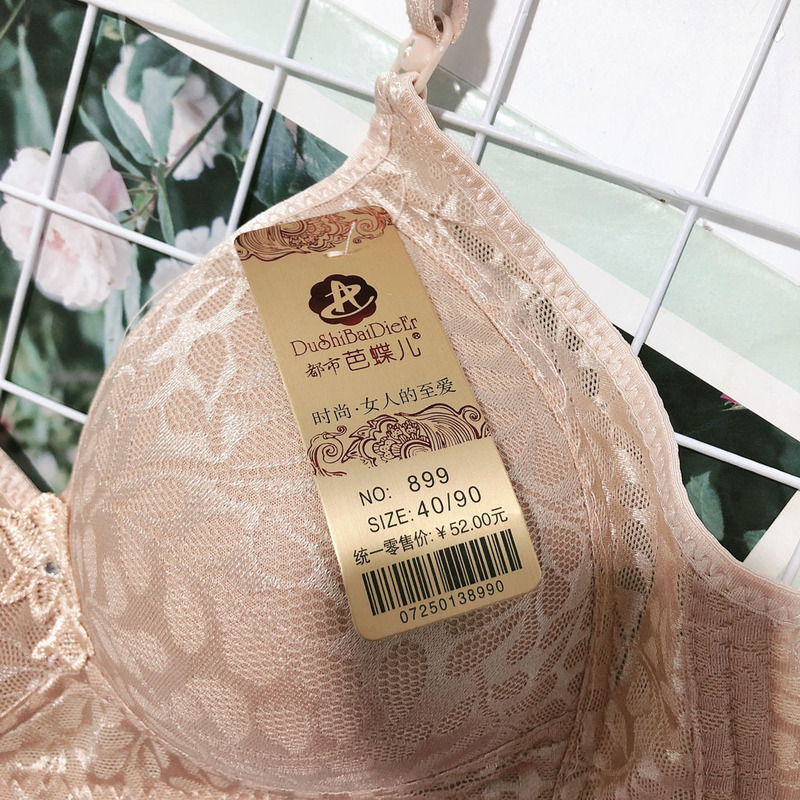 DuShiBaiDieEr
都市芭蝶儿®
时尚·女人的至爱
NO: 899
SIZE: 40/90
统一零售价:¥52.00元
07250138990